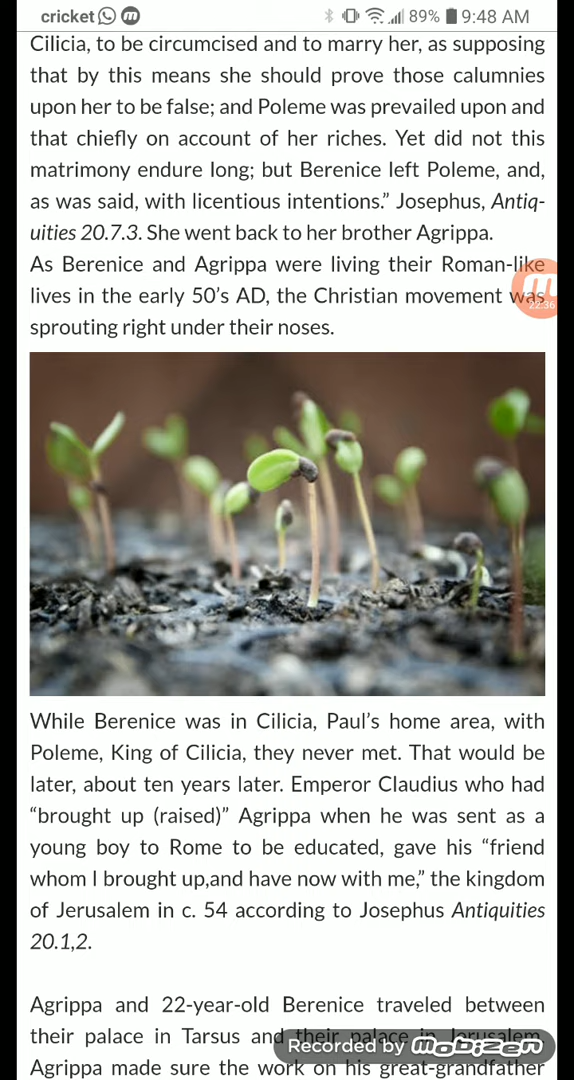 cricket 89% 9:48 AM
Cilicia, to be circumcised and to marry her, as supposing
that by this means she should prove those calumnies
upon her to be false; and Poleme was prevailed upon and
that chiefly on account of her riches. Yet did not this
matrimony endure long; but Berenice left Poleme, and,
as was said, with licentious intentions.” Josephus, Antiq-
uities 20.7.3. She went back to her brother Agrippa.
As Berenice and Agrippa were living their Roman-like
lives in the early 50’s AD, the Christian movement was
22:36
sprouting right under their noses.
While Berenice was in Cilicia, Paul’s home area, with
Poleme, King of Cilicia, they never met. That would be
later, about ten years later. Emperor Claudius who had
“brought up (raised)” Agrippa when he was sent as a
young boy to Rome to be educated, gave his “friend
whom I brought up,and have now with me,” the kingdom
of Jerusalem in c. 54 according to Josephus Antiquities
20.1,2.
Agrippa and 22-year-old Berenice traveled between
their palace in Tarsus and their palace in Jerusalem.
Recorded by mobizen
Agrippa made sure the work on his great-grandfather